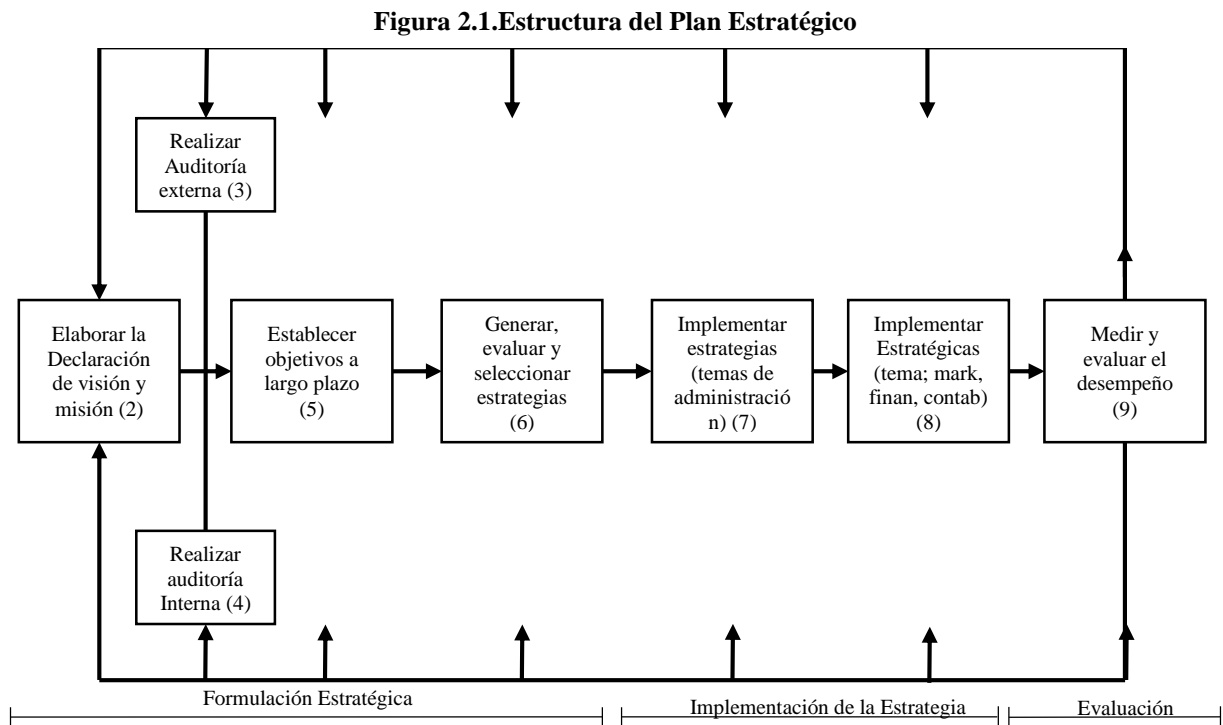 Figura 2.1.Estructura del Plan Estratégico
Realizar
Auditoría
externa (3)
Elaborar la
Declaración
de visión y
misión (2)
Establecer
objetivos a
largo plazo
(5)
Generar,
evaluar y
seleccionar
estrategias
(6)
Implementar
estrategias
(temas de
administració
n) (7)
Implementar
Estratégicas
(tema; mark,
finan, contab)
(8)
Medir y
evaluar el
desempeño
(9)
Realizar
auditoría
Interna (4)
Formulación Estratégica
Implementación de la Estrategia
Evaluación